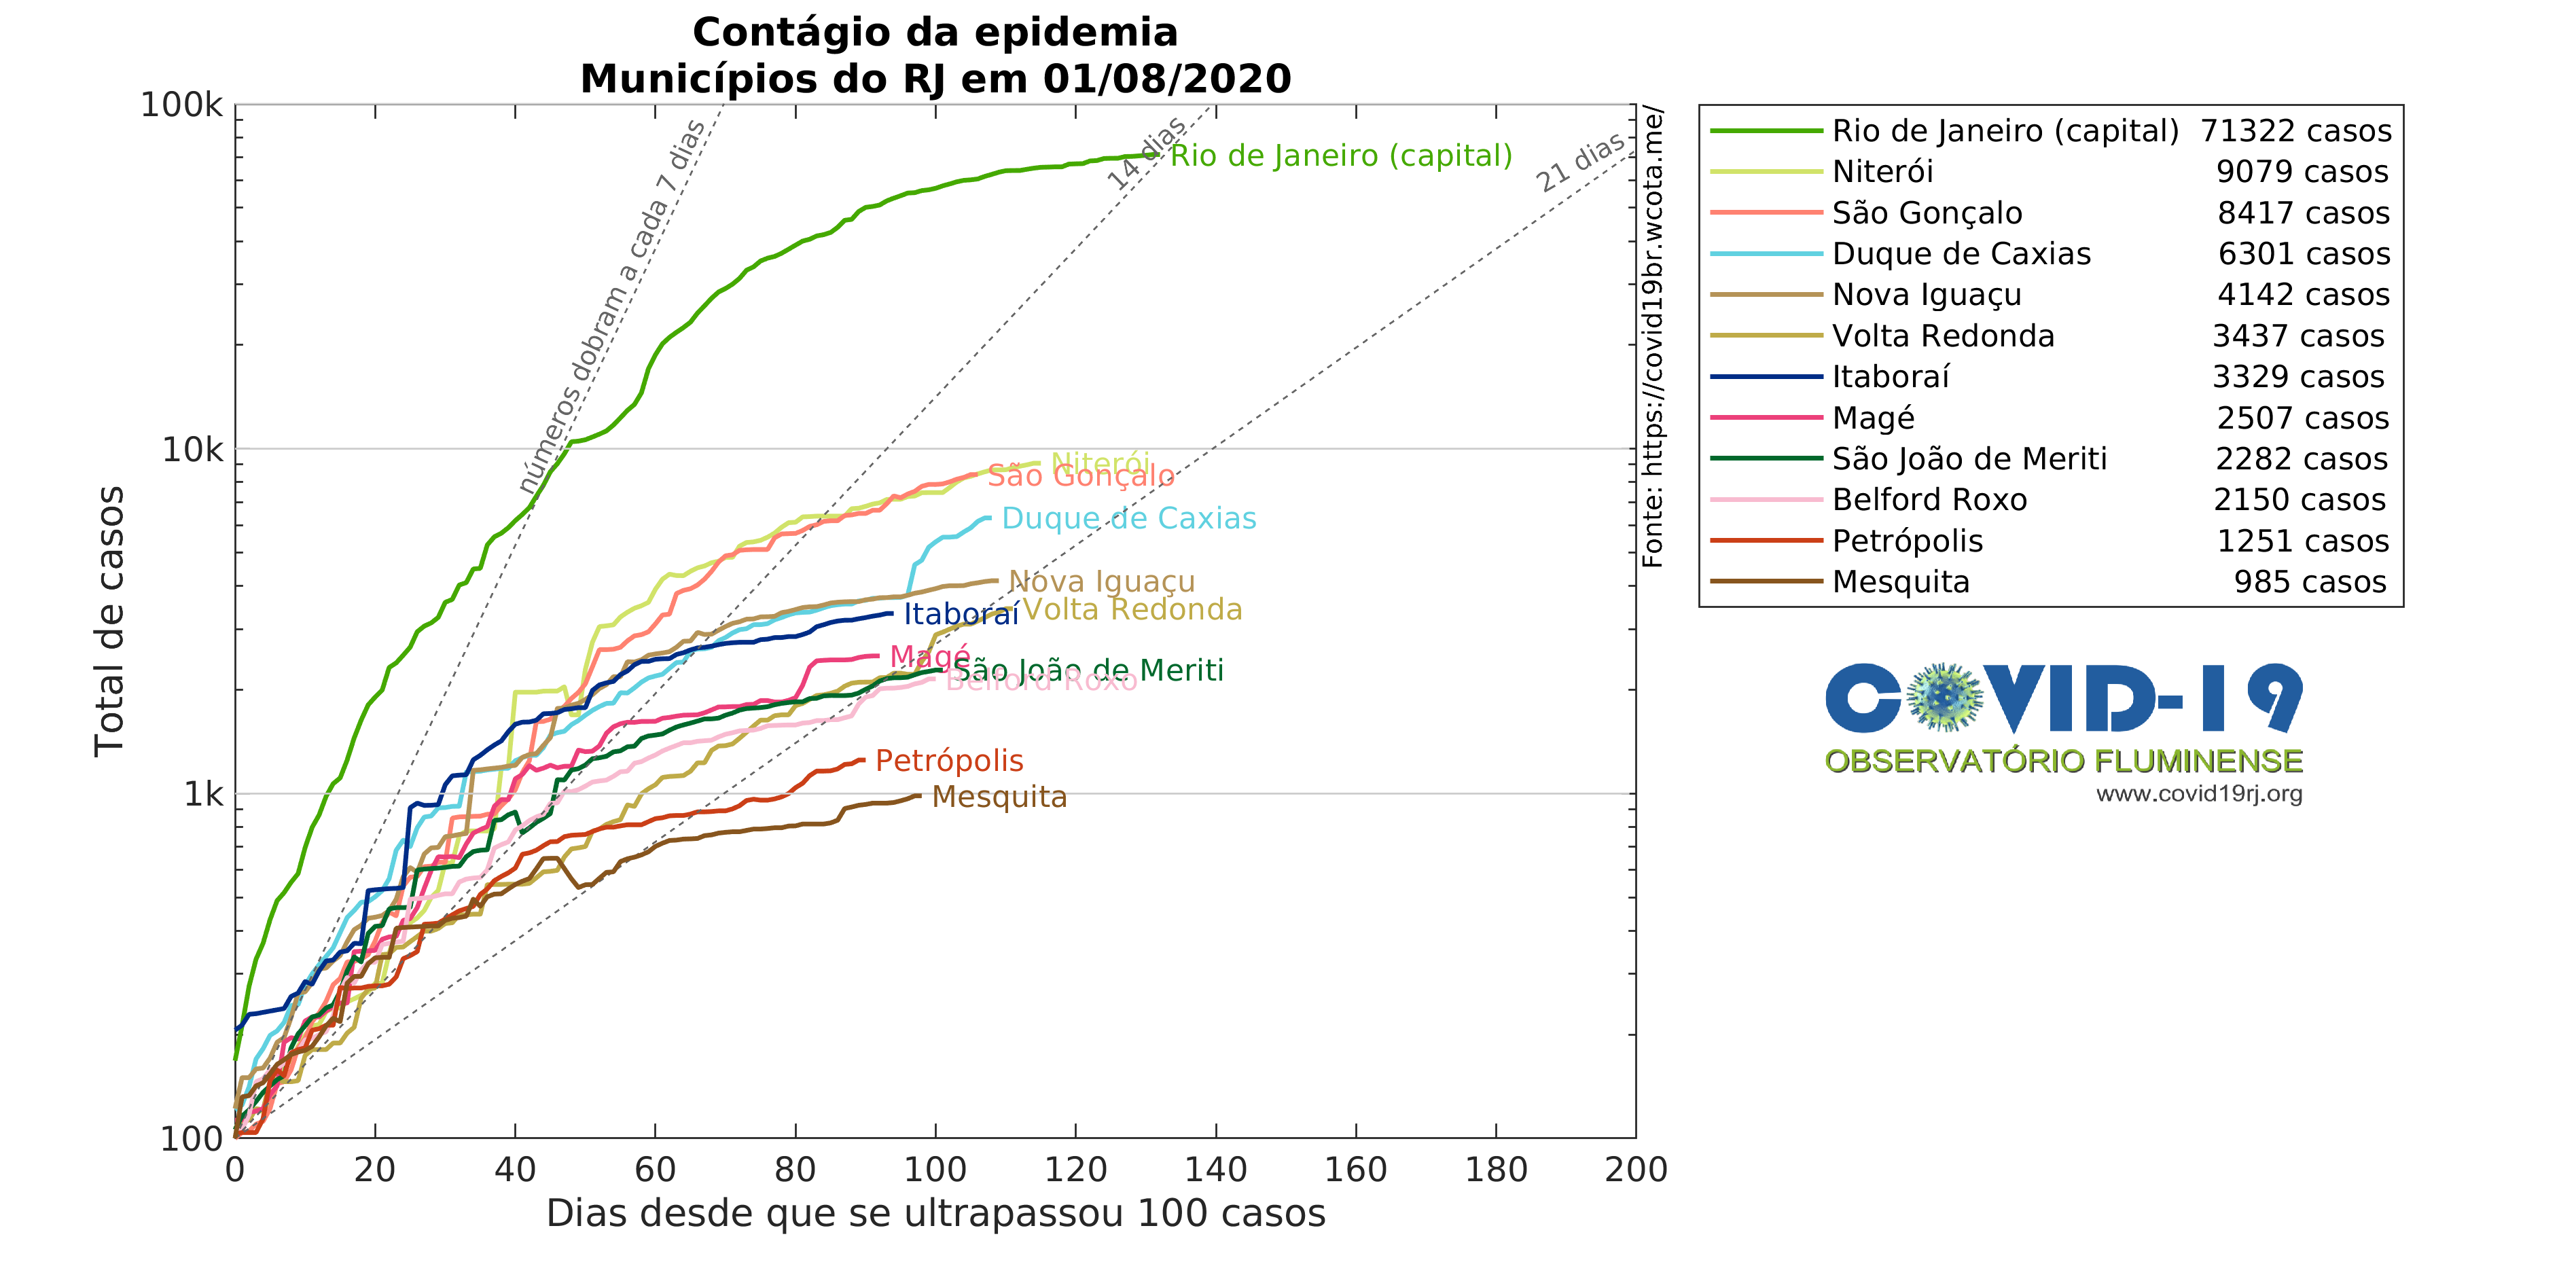 Contágio da epidemia
Municípios do RJ em 01/08/2020
Total de casos
100k
10k
1k
100
0 20 40 60 80 100 120 140 160 180 200
Dias desde que se ultrapassou 100 casos
números dobram a cada 7 dias
14 dias
21 dias
Rio de Janeiro (capital)
Niterói
São Gonçalo
Duque de Caxias
Nova Iguaçu
Volta Redonda
Itaboraí
Magé
São João de Meriti
Belford Roxo
Petrópolis
Mesquita
Fonte: https://covid19br.wcota.me/
Rio de Janeiro (capital) 71322 casos
Niterói 9079 casos
São Gonçalo 8417 casos
Duque de Caxias 6301 casos
Nova Iguaçu 4142 casos
Volta Redonda 3437 casos
Itaboraí 3329 casos
Magé 2507 casos
São João de Meriti 2282 casos
Belford Roxo 2150 casos
Petrópolis 1251 casos
Mesquita 985 casos
COVID-19
OBSERVATÓRIO FLUMINENSE
www.covid19rj.org